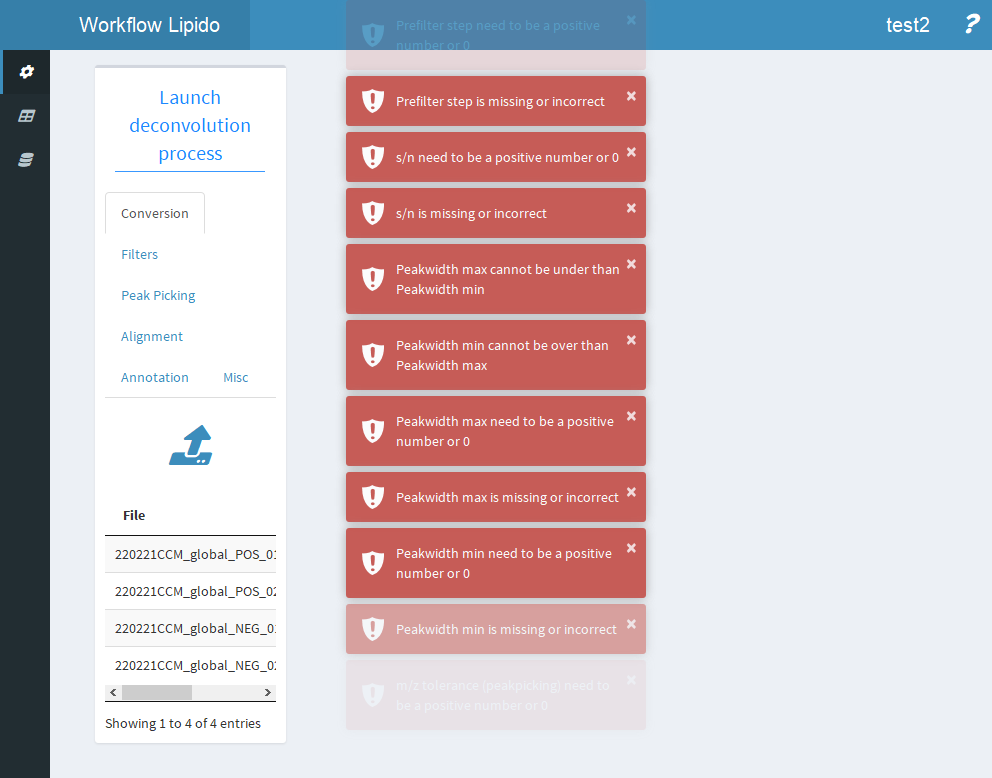 Workflow Lipido
test2
?
Launch
deconvolution
process
Conversion
Filters
Peak Picking
Alignment
Annotation
Misc
File
220221CCM_global_POS_01
220221CCM_global_POS_02
220221CCM_global_NEG_01
220221CCM_global_NEG_02
Showing 1 to 4 of 4 entries
Prefilter step need to be a positive
number or 0
Prefilter step is missing or incorrect
s/n need to be a positive number or 0
s/n is missing or incorrect
Peakwidth max cannot be under than
Peakwidth min
Peakwidth min cannot be over than
Peakwidth max
Peakwidth max need to be a positive
number or 0
Peakwidth max is missing or incorrect
Peakwidth min need to be a positive
number or 0
Peakwidth min is missing or incorrect
m/z tolerance (peakpicking) need to
be a positive number or 0